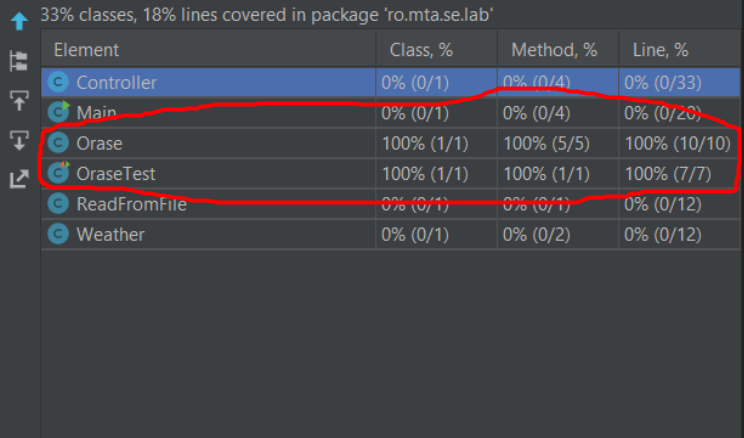 33% classes, 18% lines covered in package 'ro.mta.se.lab'
Element Class, % Method, % Line, %
Controller 0% (0/1) 0% (0/4) 0% (0/33)
Main 0% (0/1) 0% (0/4) 0% (0/20)
Orase 100% (1/1) 100% (5/5) 100% (10/10)
OraseTest 100% (1/1) 100% (1/1) 100% (7/7)
ReadFromFile 0% (0/1) 0% (0/1) 0% (0/12)
Weather 0% (0/1) 0% (0/2) 0% (0/12)